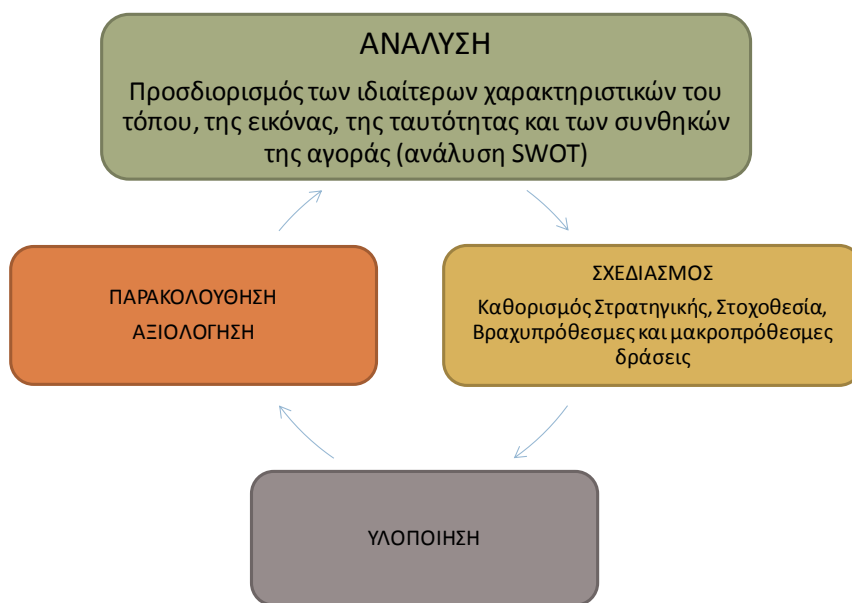 ΑΝΑΛΥΣΗ
Προσδιορισμός των ιδιαίτερων χαρακτηριστικών του
τόπου, της εικόνας, της ταυτότητας και των συνθηκών
της αγοράς (ανάλυση SWOT)
ΣΧΕΔΙΑΣΜΟΣ
Καθορισμός Στρατηγικής, Στοχοθεσία,
Βραχυπρόθεσμες και μακροπρόθεσμες
δράσεις
ΥΛΟΠΟΙΗΣΗ
ΠΑΡΑΚΟΛΟΥΘΗΣΗ
ΑΞΙΟΛΟΓΗΣΗ